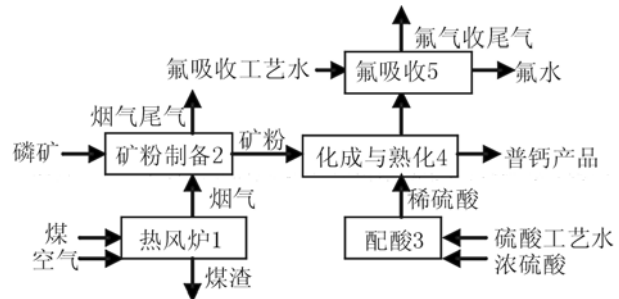 氟气收尾气
氟吸收工艺水
氟吸收5
氟水
烟气尾气
磷矿
矿粉制备2
矿粉
化成与熟化4
普钙产品
烟气
稀硫酸
煤
空气
热风炉1
配酸3
硫酸工艺水
浓硫酸
煤渣